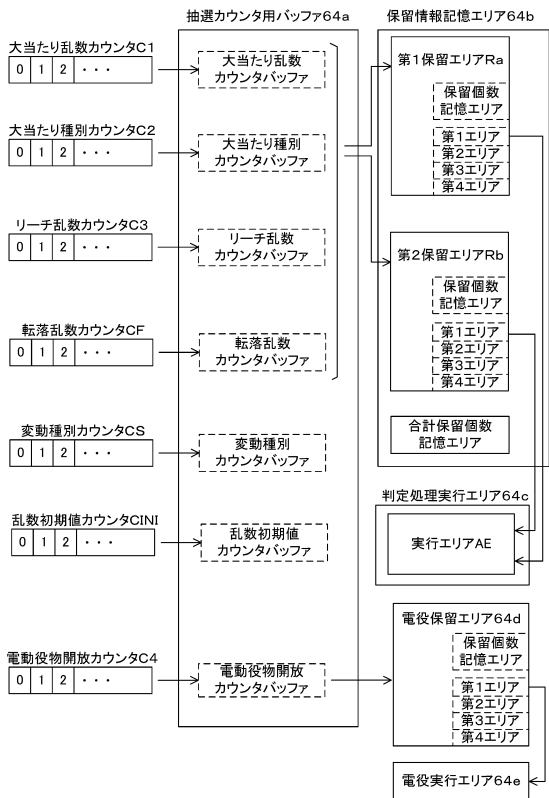 抽選カウンタ用バッファ64a
保留情報記憶エリア64b
大当たり乱数カウンタC1
0 1 2 ・・・
大当たり乱数
カウンタバッファ
大当たり種別カウンタC2
0 1 2 ・・・
大当たり種別
カウンタバッファ
リーチ乱数カウンタC3
0 1 2 ・・・
リーチ乱数
カウンタバッファ
転落乱数カウンタCF
0 1 2 ・・・
転落乱数
カウンタバッファ
変動種別カウンタCS
0 1 2 ・・・
変動種別
カウンタバッファ
乱数初期値カウンタCINI
0 1 2 ・・・
乱数初期値
カウンタバッファ
電動役物開放カウンタC4
0 1 2 ・・・
電動役物開放
カウンタバッファ
第1保留エリアRa
保留個数
記憶エリア
第1エリア
第2エリア
第3エリア
第4エリア
第2保留エリアRb
保留個数
記憶エリア
第1エリア
第2エリア
第3エリア
第4エリア
合計保留個数
記憶エリア
判定処理実行エリア64c
実行エリアAE
電役保留エリア64d
保留個数
記憶エリア
第1エリア
第2エリア
第3エリア
第4エリア
電役実行エリア64e